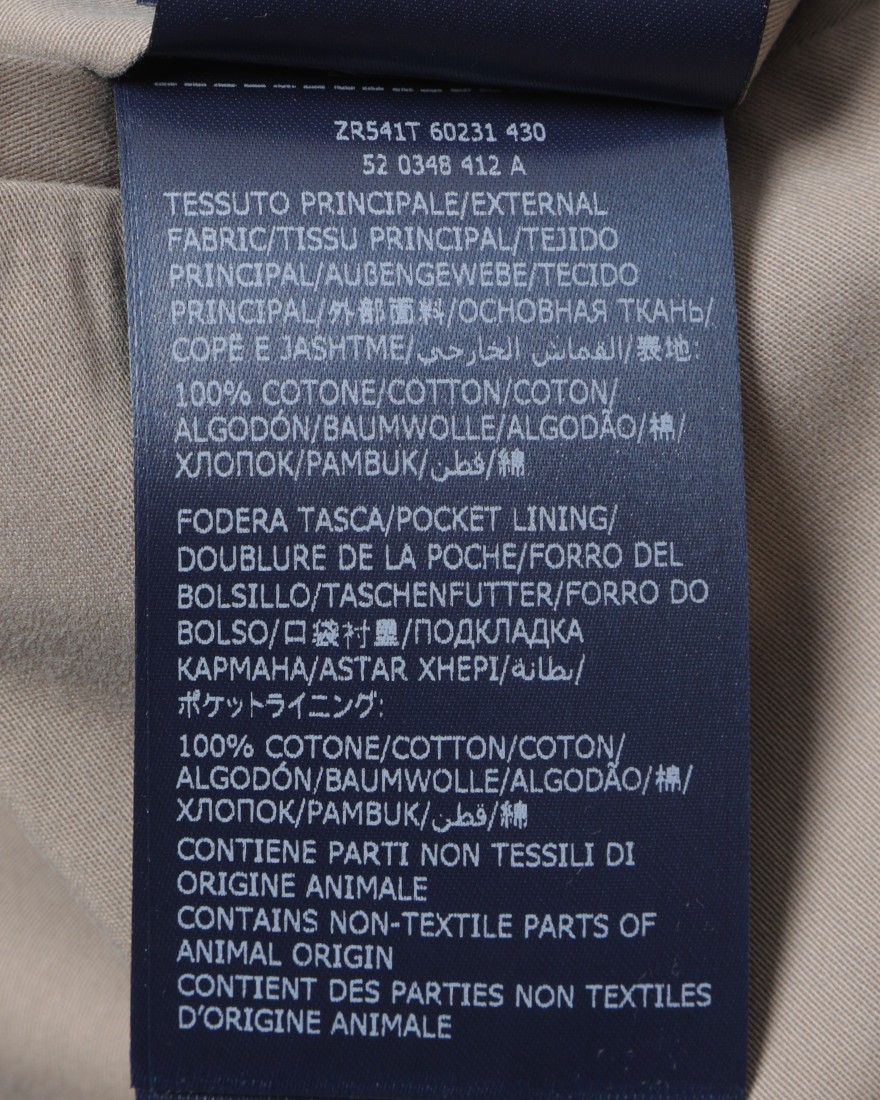 ZR541T 60231 430
52 0348 412 A
TESSUTO PRINCIPALE/EXTERNAL
FABRIC/TISSU PRINCIPAL/TEJIDO
PRINCIPAL/AUßENGEWEBE/TECIDO
PRINCIPAL/外部面料/ОСНОВНАЯ ТКАНЬ/
COPË E JASHTME/القماش الخارجي/表地:
100% COTONE/COTTON/COTON/
ALGODÓN/BAUMWOLLE/ALGODÃO/棉/
ХЛОПОК/PAMBUK/قطن/綿
FODERA TASCA/POCKET LINING/
DOUBLURE DE LA POCHE/FORRO DEL
BOLSILLO/TASCHENFUTTER/FORRO DO
BOLSO/口袋衬里/ПОДКЛАДКА
КАРМАНА/ASTAR XHEPI/بطانة/
ポケットライニング:
100% COTONE/COTTON/COTON/
ALGODÓN/BAUMWOLLE/ALGODÃO/棉/
ХЛОПОК/PAMBUK/قطن/綿
CONTIENE PARTI NON TESSILI DI
ORIGINE ANIMALE
CONTAINS NON-TEXTILE PARTS OF
ANIMAL ORIGIN
CONTIENT DES PARTIES NON TEXTILES
D'ORIGINE ANIMALE